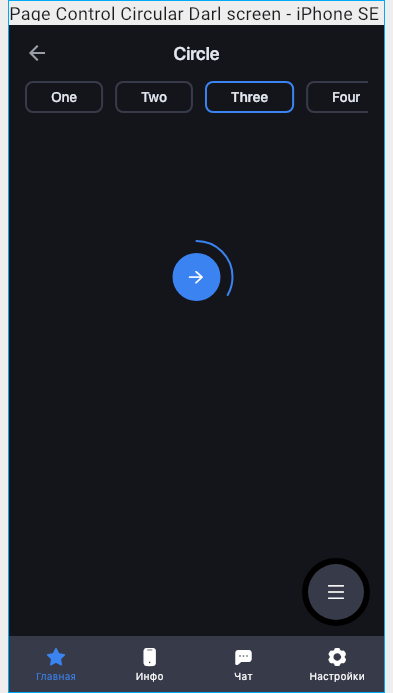 Page Control Circular Darl screen - iPhone SE
Circle
One Two Three Four
Главная Инфо Чат Настройки